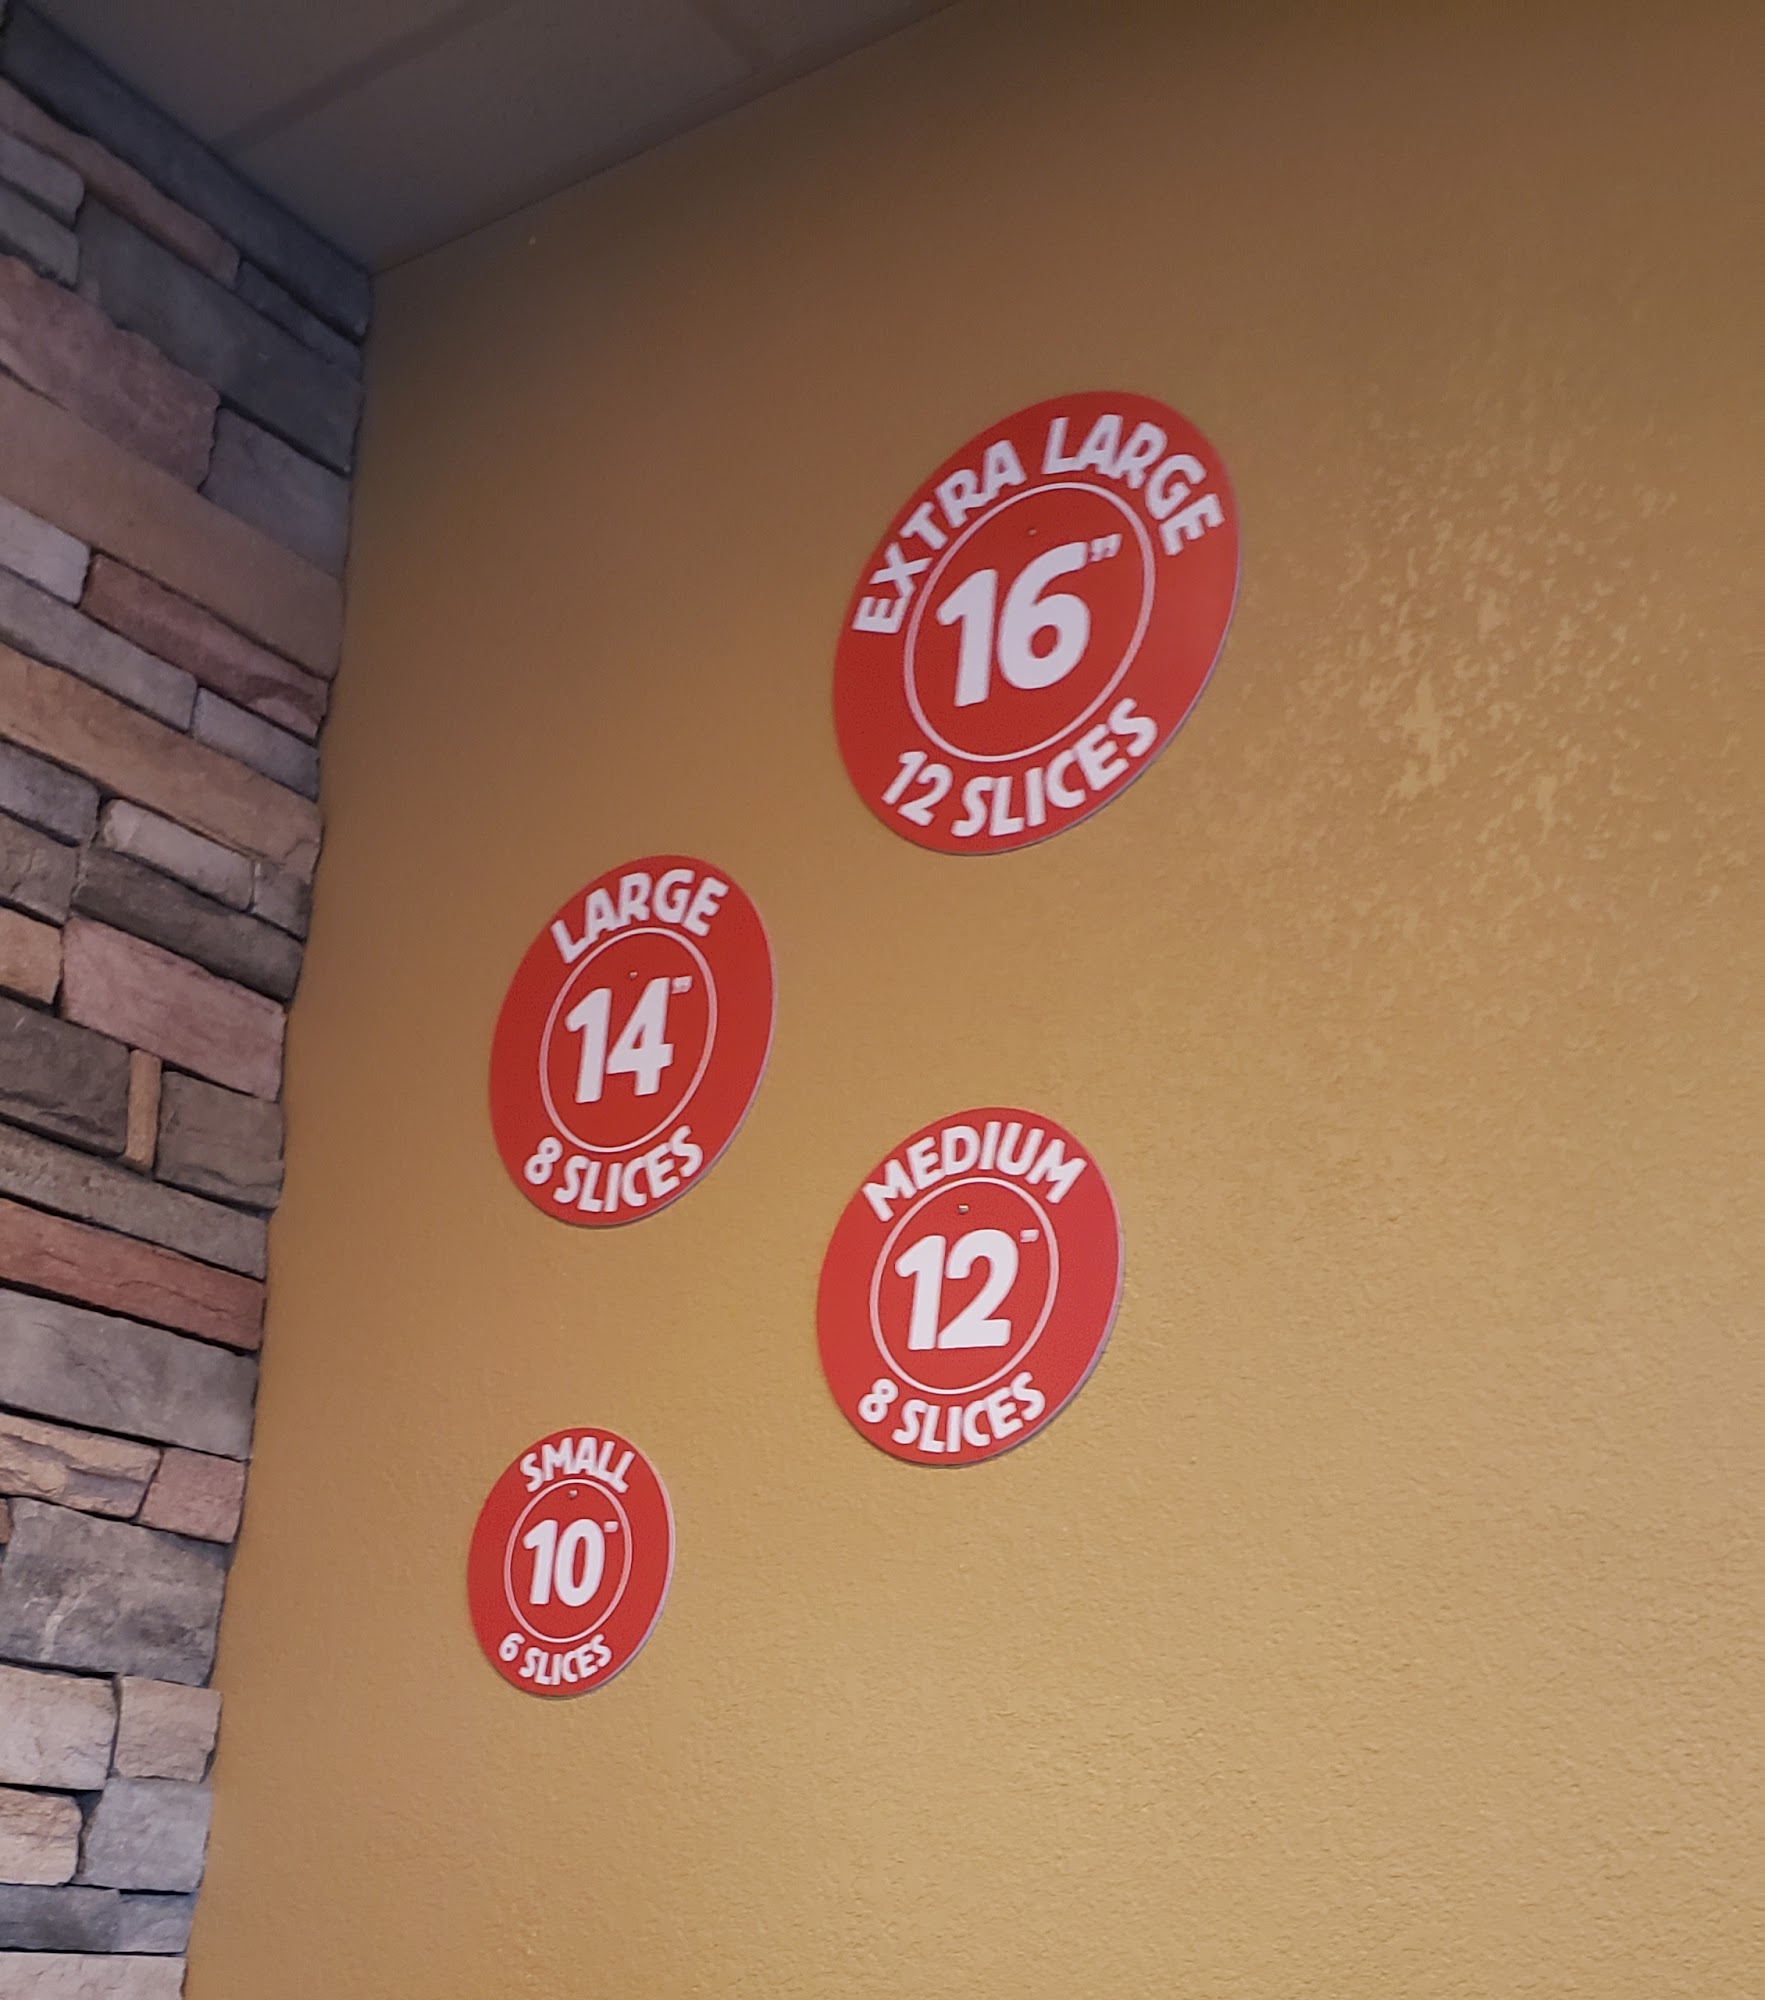 EXTRA LARGE
16”
12 SLICES
LARGE
14”
8 SLICES
MEDIUM
12”
8 SLICES
SMALL
10”
6 SLICES